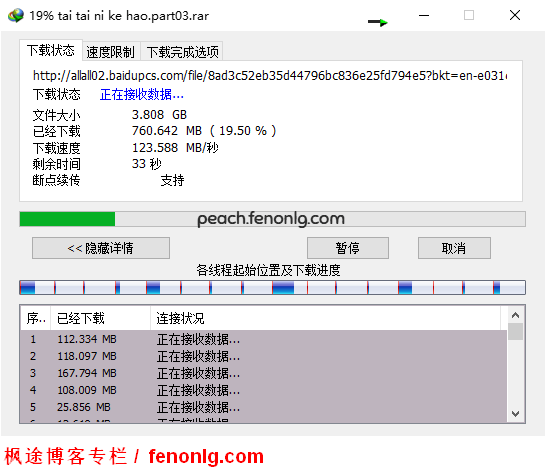 19% tai tai ni ke hao.part03.rar
下载状态 速度限制 下载完成选项
http://allall02.baidupcs.com/file/8ad3c52eb35d44796bc836e25fd794e5?bkt=en-e031
下载状态 正在接收数据...
文件大小 3.808 GB
已经下载 760.642 MB ( 19.50 % )
下载速度 123.588 MB/秒
剩余时间 33 秒
断点续传 支持
peach.fenonlg.com
<< 隐藏详情 暂停 取消
各线程起始位置及下载进度
序.. 已经下载 连接状况
1 112.334 MB 正在接收数据...
2 118.097 MB 正在接收数据...
3 167.794 MB 正在接收数据...
4 108.009 MB 正在接收数据...
5 25.856 MB 正在接收数据...
枫途博客专栏 / fenonlg.com